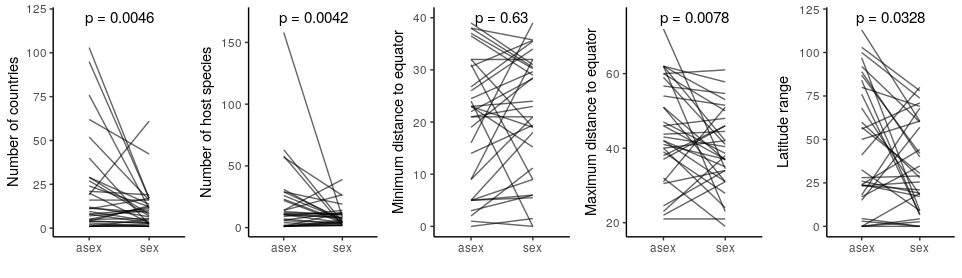 p = 0.0046
Number of countries
125
100
75
50
25
0
asex sex
p = 0.0042
Number of host species
150
100
50
0
asex sex
p = 0.63
Minimum distance to equator
40
30
20
10
0
asex sex
p = 0.0078
Maximum distance to equator
60
40
20
asex sex
p = 0.0328
Latitude range
125
100
75
50
25
0
asex sex